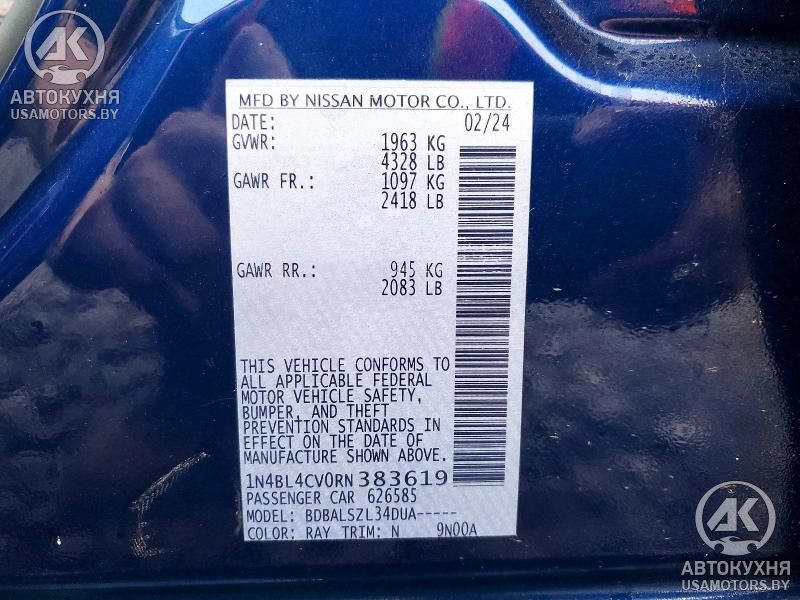 AK
АВТОКУХНЯ
USAMOTORS.BY
MFD BY NISSAN MOTOR CO., LTD.
DATE: 02/24
GVWR: 1963 KG
4328 LB
GAWR FR.: 1097 KG
2418 LB
GAWR RR.: 945 KG
2083 LB
THIS VEHICLE CONFORMS TO
ALL APPLICABLE FEDERAL
MOTOR VEHICLE SAFETY,
BUMPER, AND THEFT
PREVENTION STANDARDS IN
EFFECT ON THE DATE OF
MANUFACTURE SHOWN ABOVE.
1N4BL4CV0RN383619
PASSENGER CAR 626585
MODEL: BDBALSZL34DUA-----
COLOR: RAY TRIM: N 9N00A
AK
АВТОКУХНЯ
USAMOTORS.BY